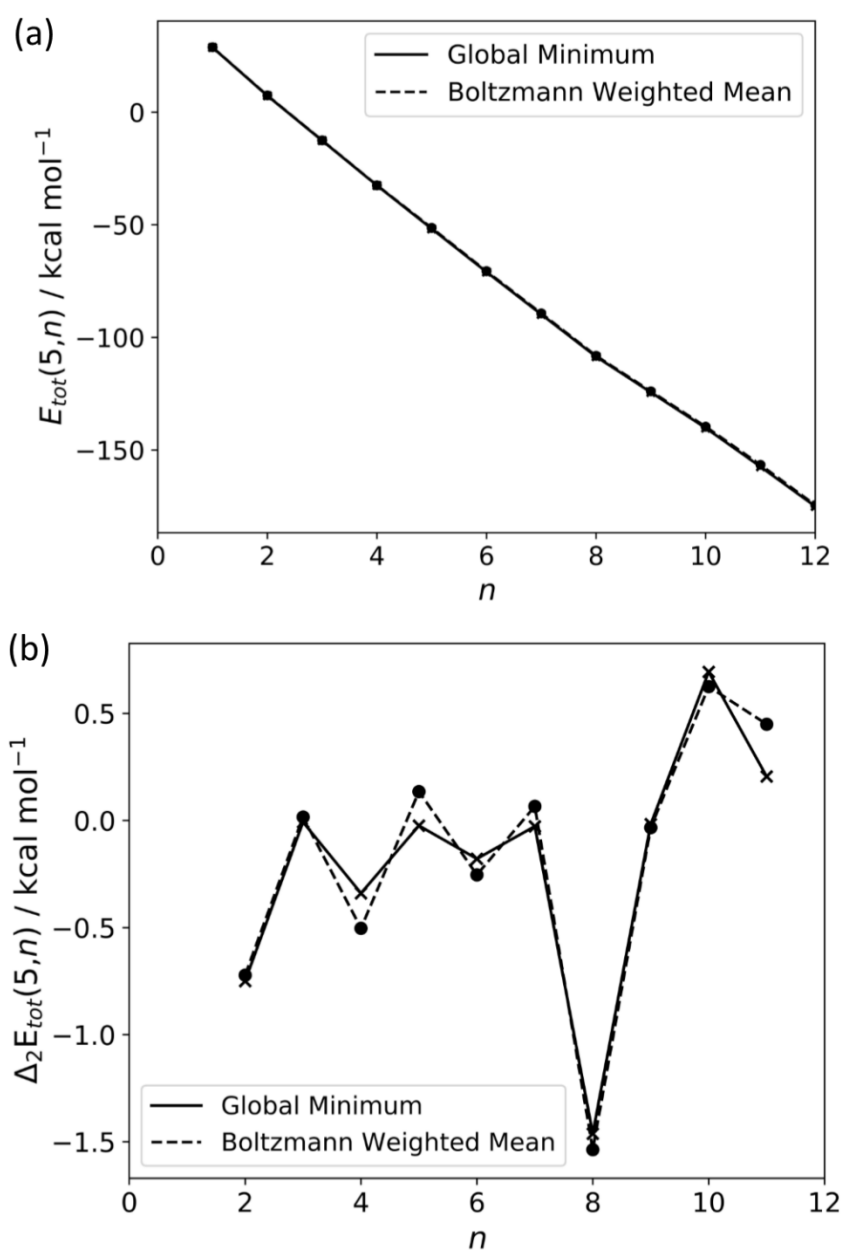 (a)
Global Minimum
Boltzmann Weighted Mean
0
−50
−100
−150
E_tot(5,n) / kcal mol⁻¹
0 2 4 6 8 10 12
n
(b)
0.5
0.0
−0.5
−1.0
−1.5
Δ₂E_tot(5,n) / kcal mol⁻¹
Global Minimum
Boltzmann Weighted Mean
0 2 4 6 8 10 12
n